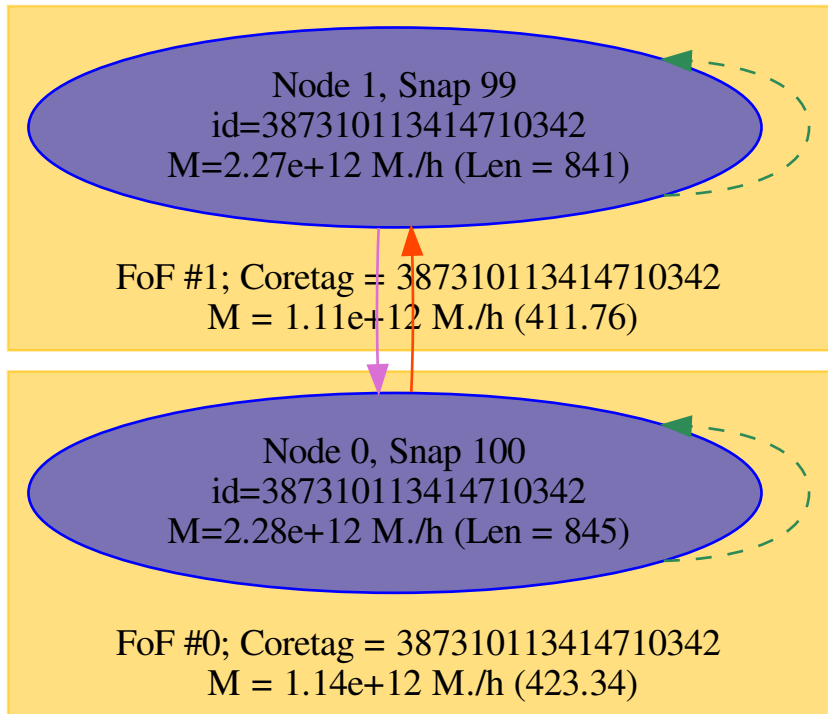 Node 1, Snap 99
id=387310113414710342
M=2.27e+12 M./h (Len = 841)
FoF #1; Coretag = 387310113414710342
M = 1.11e+12 M./h (411.76)
Node 0, Snap 100
id=387310113414710342
M=2.28e+12 M./h (Len = 845)
FoF #0; Coretag = 387310113414710342
M = 1.14e+12 M./h (423.34)